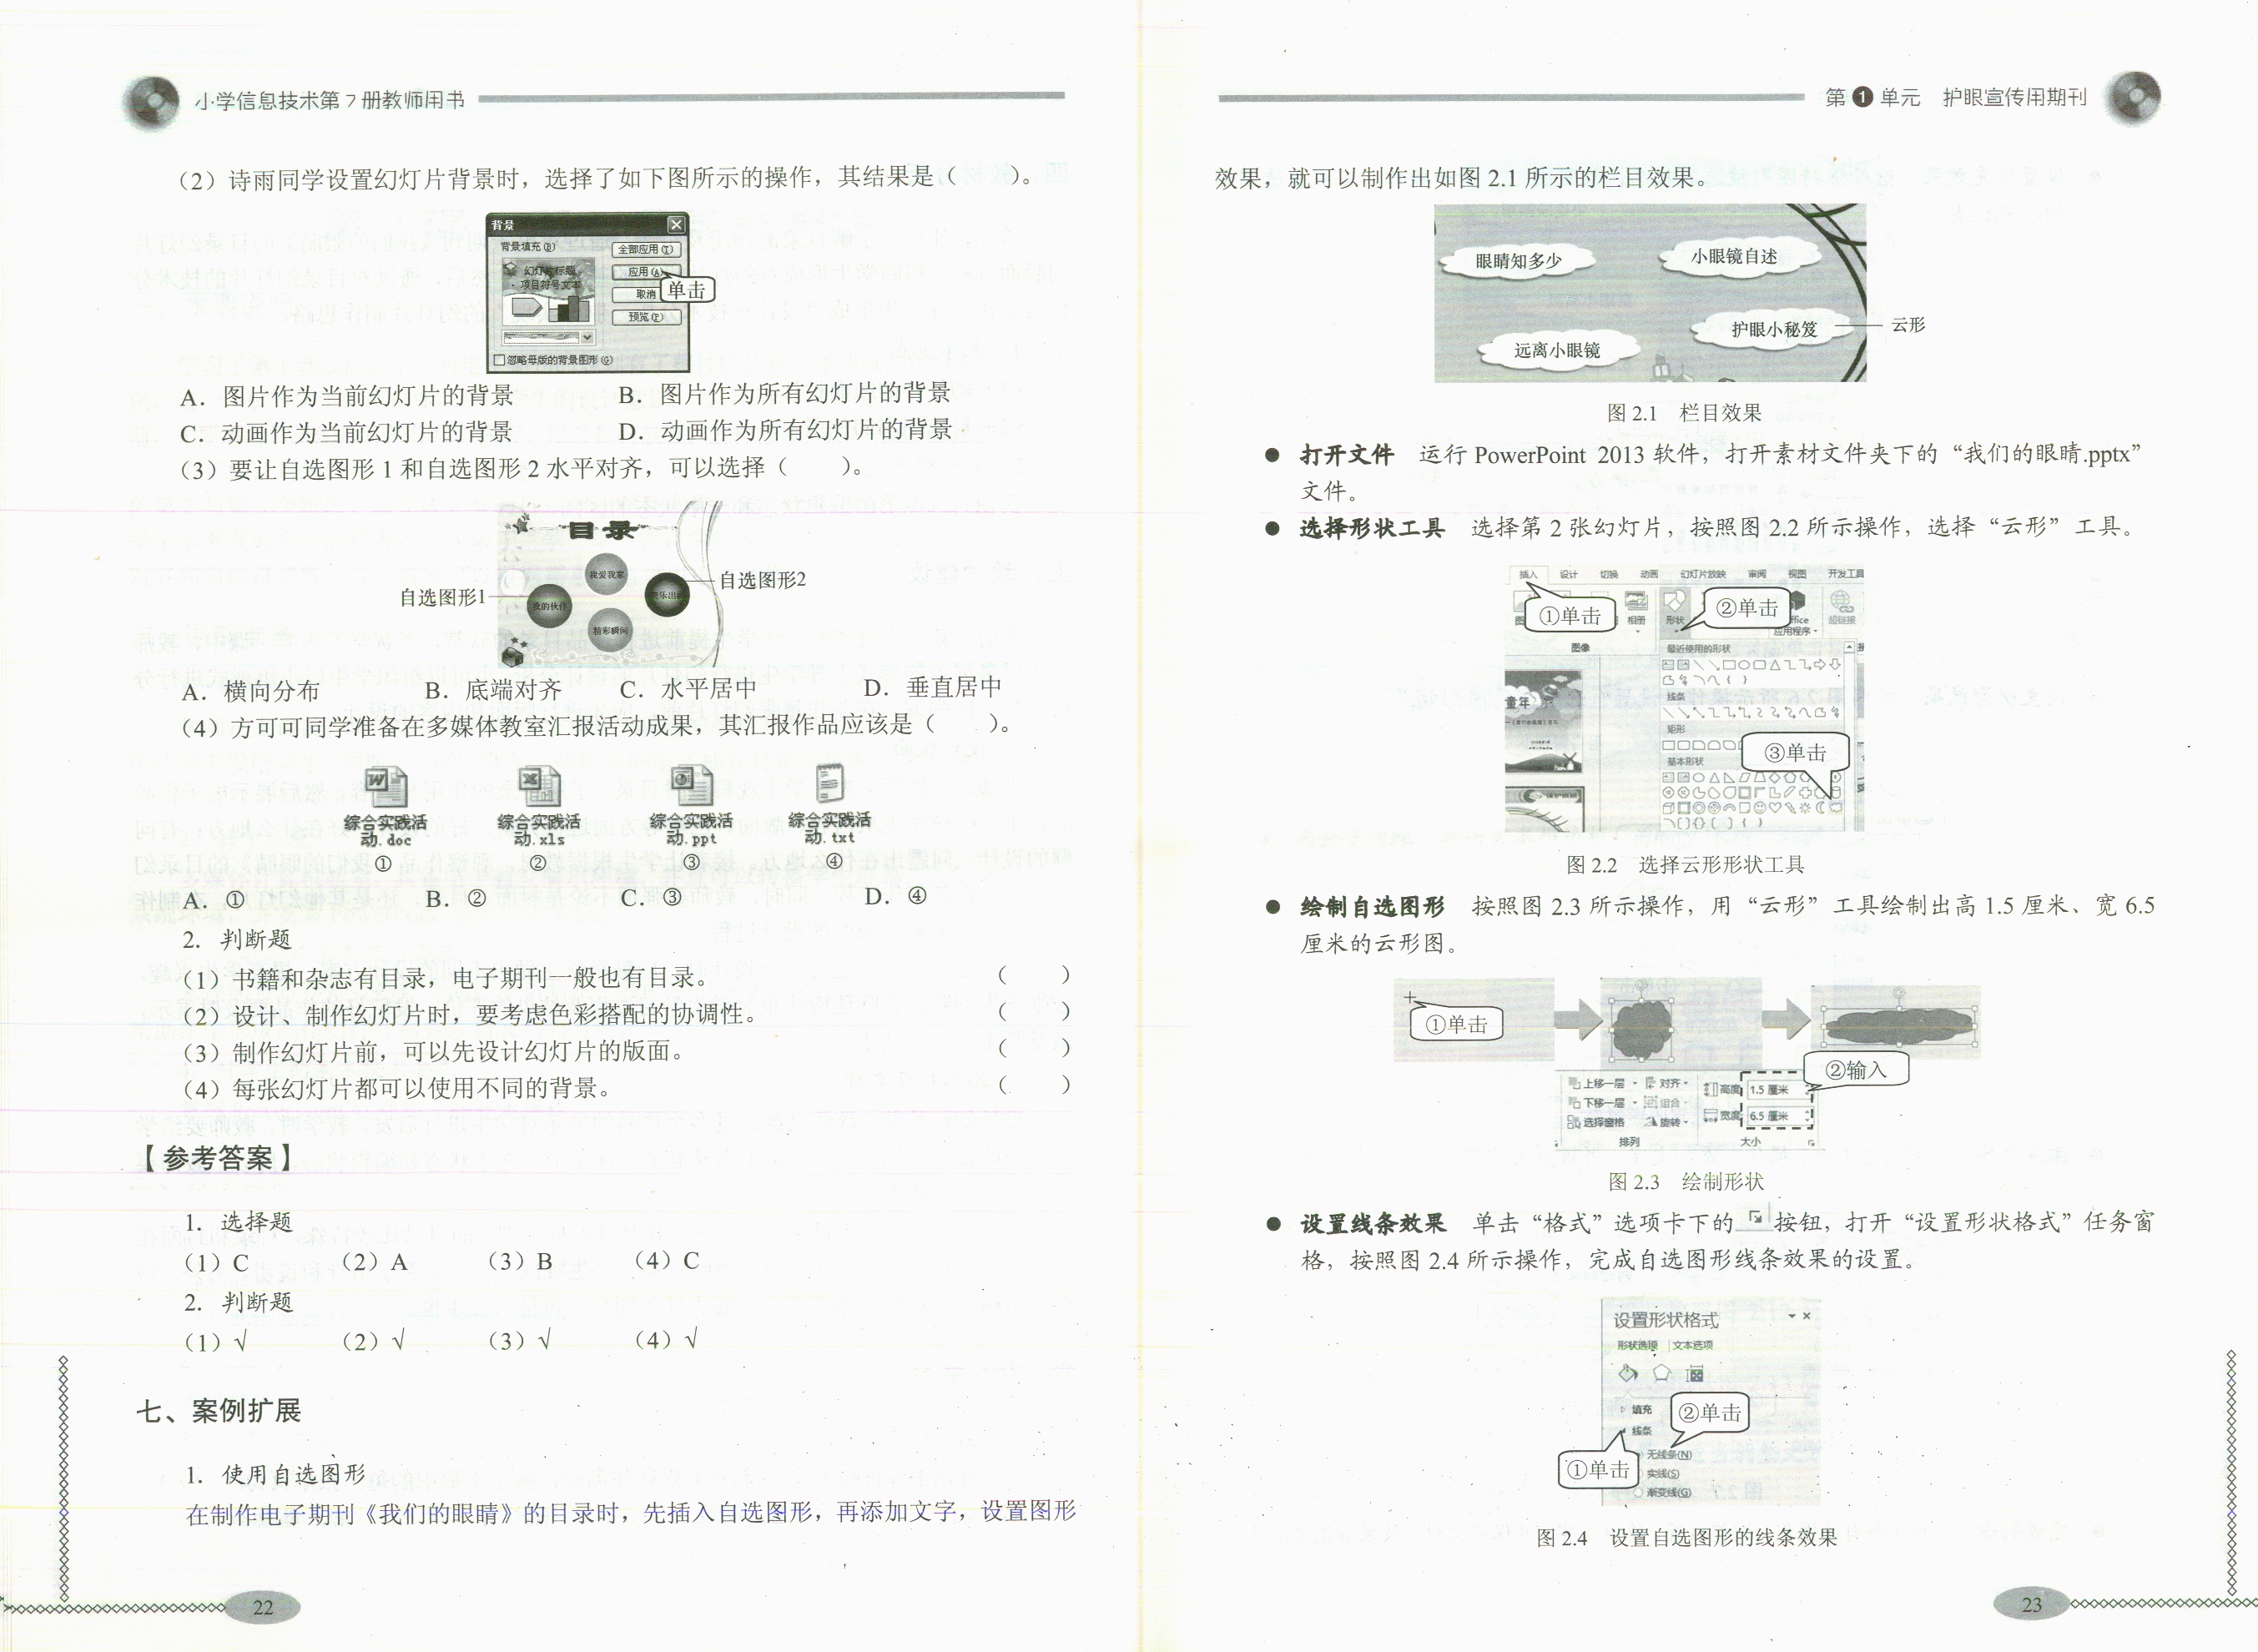 小学信息技术第7册教师用书
（2）诗雨同学设置幻灯片背景时，选择了如下图所示的操作，其结果是（　　）。
背景
背景填充(B)
全部应用(T)
幻灯片标题
应用(A)
· 项目符号文本
取消
单击
预览(P)
忽略母版的背景图形(G)
A．图片作为当前幻灯片的背景　　B．图片作为所有幻灯片的背景
C．动画作为当前幻灯片的背景　　D．动画作为所有幻灯片的背景
（3）要让自选图形 1 和自选图形 2 水平对齐，可以选择（　　）。
目录
我爱我家
自选图形2
自选图形1
我的伙伴
精彩瞬间
A．横向分布　　B．底端对齐　　C．水平居中　　D．垂直居中
（4）方可可同学准备在多媒体教室汇报活动成果，其汇报作品应该是（　　）。
综合实践活动.doc　综合实践活动.xls　综合实践活动.ppt　综合实践活动.txt
①　②　③　④
A．①　　B．②　　C．③　　D．④
2．判断题
（1）书籍和杂志有目录，电子期刊一般也有目录。（　　）
（2）设计、制作幻灯片时，要考虑色彩搭配的协调性。（　　）
（3）制作幻灯片前，可以先设计幻灯片的版面。（　　）
（4）每张幻灯片都可以使用不同的背景。（　　）
【参考答案】
1．选择题
（1）C　　（2）A　　（3）B　　（4）C
2．判断题
（1）√　　（2）√　　（3）√　　（4）√
七、案例扩展
1．使用自选图形
在制作电子期刊《我们的眼睛》的目录时，先插入自选图形，再添加文字，设置图形
22
第1单元　护眼宣传用期刊
效果，就可以制作出如图 2.1 所示的栏目效果。
眼睛知多少
小眼镜自述
护眼小秘笈
云形
远离小眼镜
图 2.1　栏目效果
● 打开文件　运行 PowerPoint 2013 软件，打开素材文件夹下的“我们的眼睛.pptx”
文件。
● 选择形状工具　选择第 2 张幻灯片，按照图 2.2 所示操作，选择“云形”工具。
插入　设计　切换　动画　幻灯片放映　审阅　视图　开发工具
①单击
②单击
相册　形状　应用程序　超链接
图像
最近使用的形状
线条
童年
矩形
③单击
基本形状
图 2.2　选择云形形状工具
● 绘制自选图形　按照图 2.3 所示操作，用“云形”工具绘制出高 1.5 厘米、宽 6.5
厘米的云形图。
①单击
②输入
上移一层　对齐　高度　1.5 厘米
下移一层　组合　宽度　6.5 厘米
选择窗格　旋转
排列　大小
图 2.3　绘制形状
● 设置线条效果　单击“格式”选项卡下的　按钮，打开“设置形状格式”任务窗
格，按照图 2.4 所示操作，完成自选图形线条效果的设置。
设置形状格式
形状选项　文本选项
填充
②单击
线条
无线条(N)
①单击
实线(S)
渐变线(G)
图 2.4　设置自选图形的线条效果
23